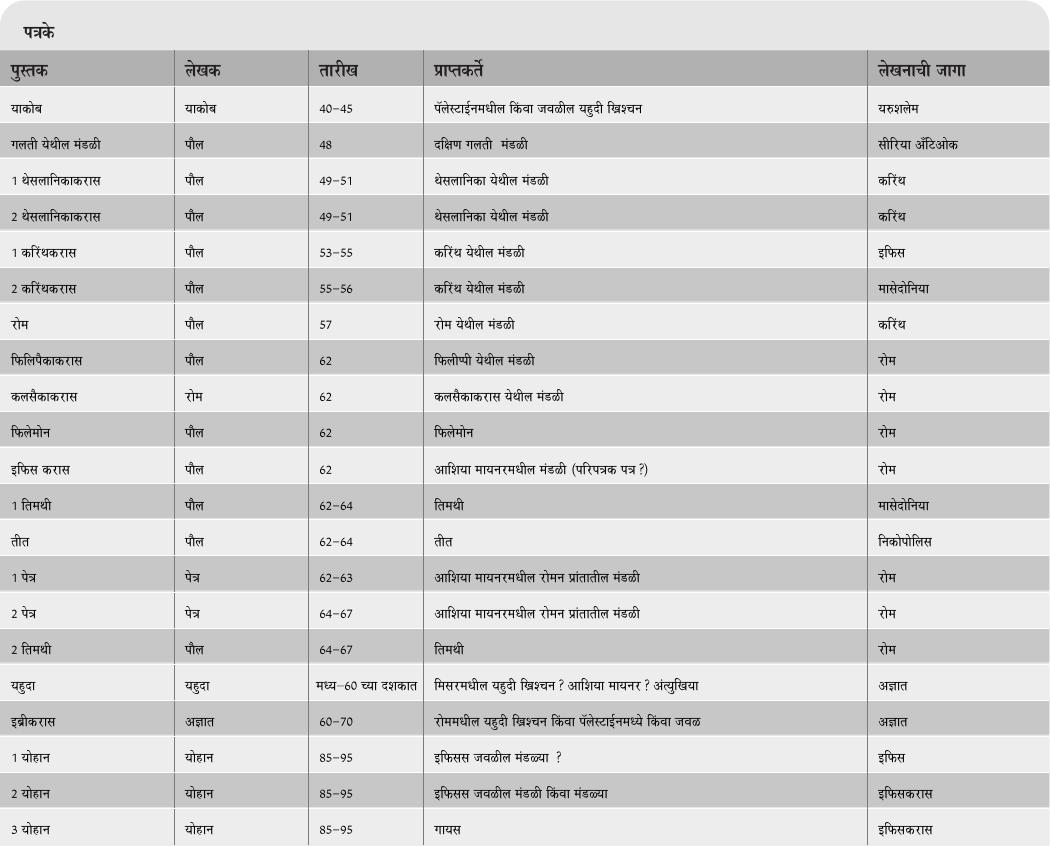 पत्रके
पुस्तक लेखक तारीख प्राप्तकर्ते लेखनाची जागा
याकोब याकोब 40–45 पॅलेस्टाईनमधील किंवा जवळील यहुदी ख्रिश्चन यरुशलेम
गलती येथील मंडळी पौल 48 दक्षिण गलती मंडळी सीरिया अँटिओक
1 थेसलानिकाकरास पौल 49–51 थेसलानिका येथील मंडळी करिंथ
2 थेसलानिकाकरास पौल 49–51 थेसलानिका येथील मंडळी करिंथ
1 करिंथकरास पौल 53–55 करिंथ येथील मंडळी इफिस
2 करिंथकरास पौल 55–56 करिंथ येथील मंडळी मासेदोनिया
रोम पौल 57 रोम येथील मंडळी करिंथ
फिलिपैकाकरास पौल 62 फिलीप्पी येथील मंडळी रोम
कलसैकाकरास रोम 62 कलसैकाकरास येथील मंडळी रोम
फिलेमोन पौल 62 फिलेमोन रोम
इफिस करास पौल 62 आशिया मायनरमधील मंडळी (परिपत्रक पत्र ?) रोम
1 तिमथी पौल 62–64 तिमथी मासेदोनिया
तीत पौल 62–64 तीत निकोपोलिस
1 पेत्र पेत्र 62–63 आशिया मायनरमधील रोमन प्रांतातील मंडळी रोम
2 पेत्र पेत्र 64–67 आशिया मायनरमधील रोमन प्रांतातील मंडळी रोम
2 तिमथी पौल 64–67 तिमथी रोम
यहुदा यहुदा मध्य–60 च्या दशकात मिसरमधील यहुदी ख्रिश्चन ? आशिया मायनर ? अंत्युखिया अज्ञात
इब्रीकरास अज्ञात 60–70 रोममधील यहुदी ख्रिश्चन किंवा पॅलेस्टाईनमध्ये किंवा जवळ अज्ञात
1 योहान योहान 85–95 इफिसस जवळील मंडळ्या ? इफिस
2 योहान योहान 85–95 इफिसस जवळील मंडळी किंवा मंडळ्या इफिसकरास
3 योहान योहान 85–95 गायस इफिसकरास